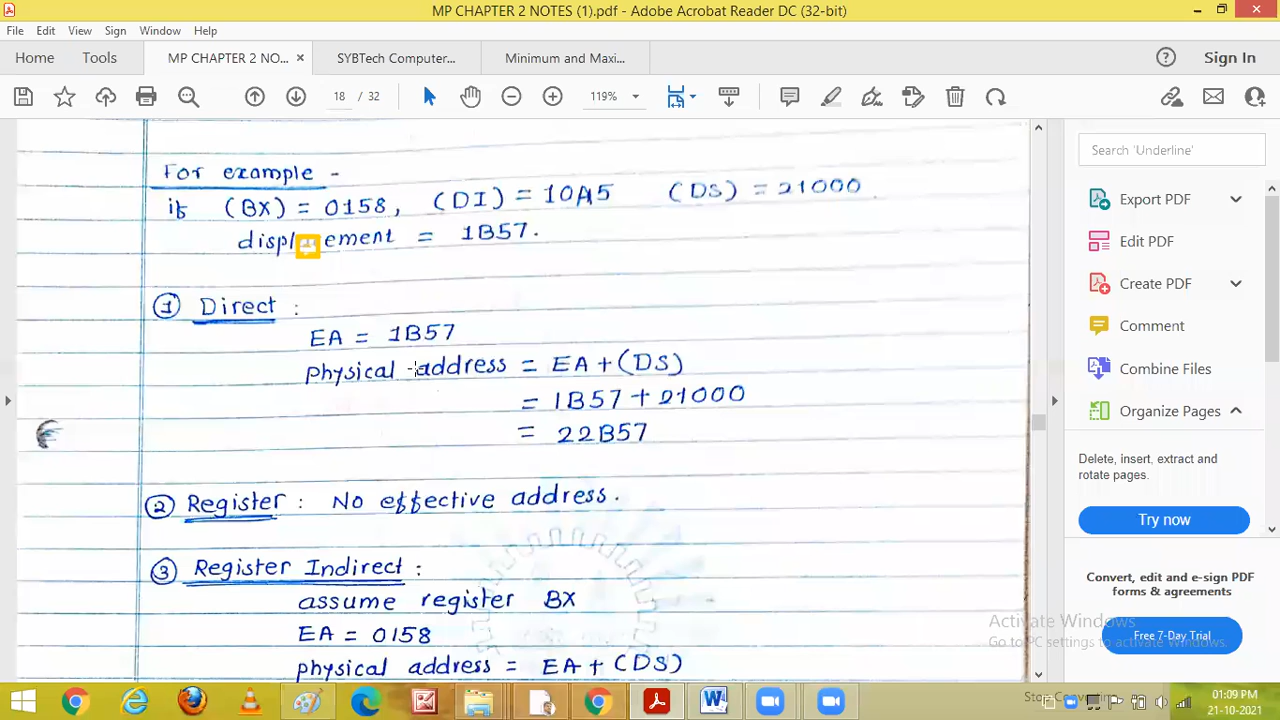 MP CHAPTER 2 NOTES (1).pdf - Adobe Acrobat Reader DC (32-bit)
File Edit View Sign Window Help
Home Tools MP CHAPTER 2 NO... × SYBTech Computer... Minimum and Maxi... Sign In
18 / 32 119%
For example -
if (BX) = 0158, (DI) = 10A5 (DS) = 21000.
displ ement = 1B57.
① Direct :
EA = 1B57
physical address = EA + (DS)
= 1B57 + 21000
= 22B57
② Register : No effective address.
③ Register Indirect :
assume register BX
EA = 0158
physical address = EA + (DS)
Search 'Underline'
Export PDF
Edit PDF
Create PDF
Comment
Combine Files
Organize Pages
Delete, insert, extract and
rotate pages.
Try now
Convert, edit and e-sign PDF
forms & agreements
Activate Windows
Go to PC settings to activate Windows.
Free 7-Day Trial
01:09 PM
21-10-2021